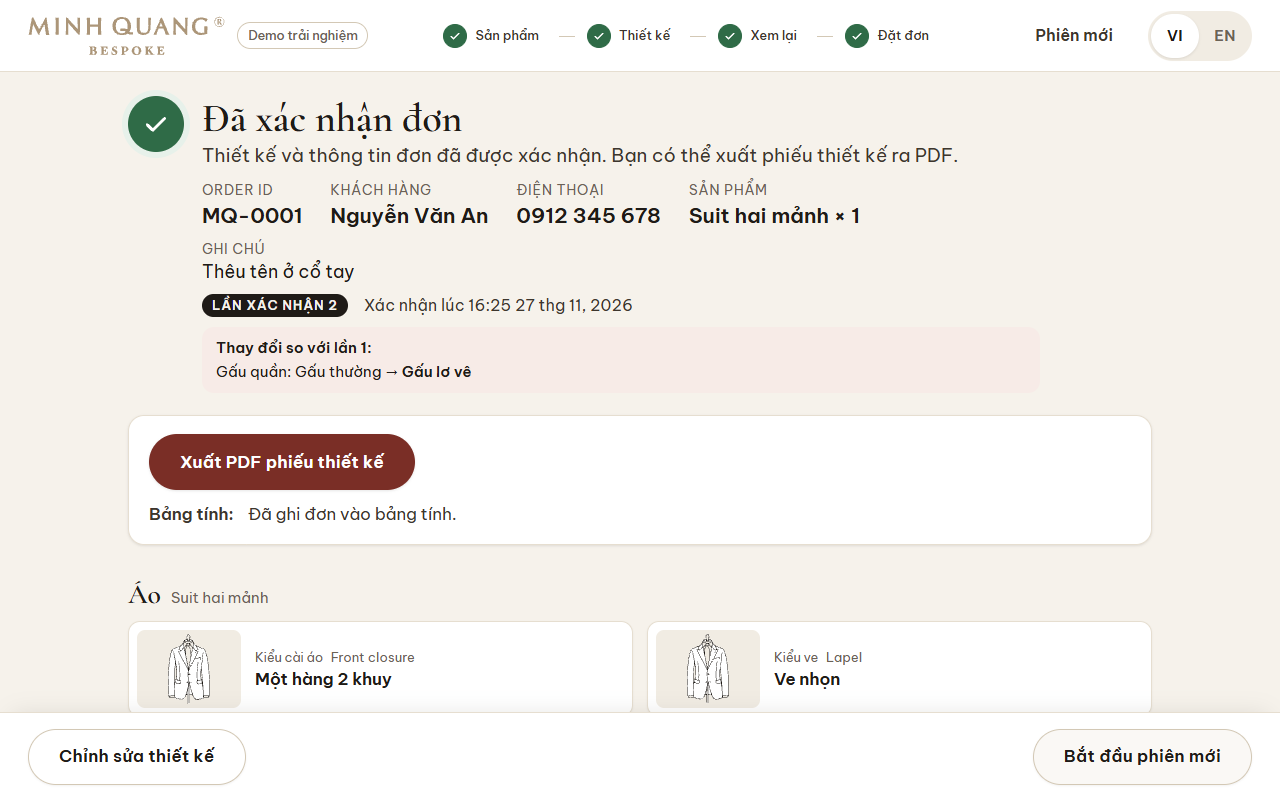 MINH QUANG®
BESPOKE
Demo trải nghiệm
Sản phẩm
Thiết kế
Xem lại
Đặt đơn
Phiên mới
VI
EN
Đã xác nhận đơn
Thiết kế và thông tin đơn đã được xác nhận. Bạn có thể xuất phiếu thiết kế ra PDF.
ORDER ID
MQ-0001
KHÁCH HÀNG
Nguyễn Văn An
ĐIỆN THOẠI
0912 345 678
SẢN PHẨM
Suit hai mảnh × 1
GHI CHÚ
Thêu tên ở cổ tay
LẦN XÁC NHẬN 2
Xác nhận lúc 16:25 27 thg 11, 2026
Thay đổi so với lần 1:
Gấu quần: Gấu thường → Gấu lơ vê
Xuất PDF phiếu thiết kế
Bảng tính: Đã ghi đơn vào bảng tính.
Áo Suit hai mảnh
Kiểu cài áo Front closure
Một hàng 2 khuy
Kiểu ve Lapel
Ve nhọn
Chỉnh sửa thiết kế
Bắt đầu phiên mới